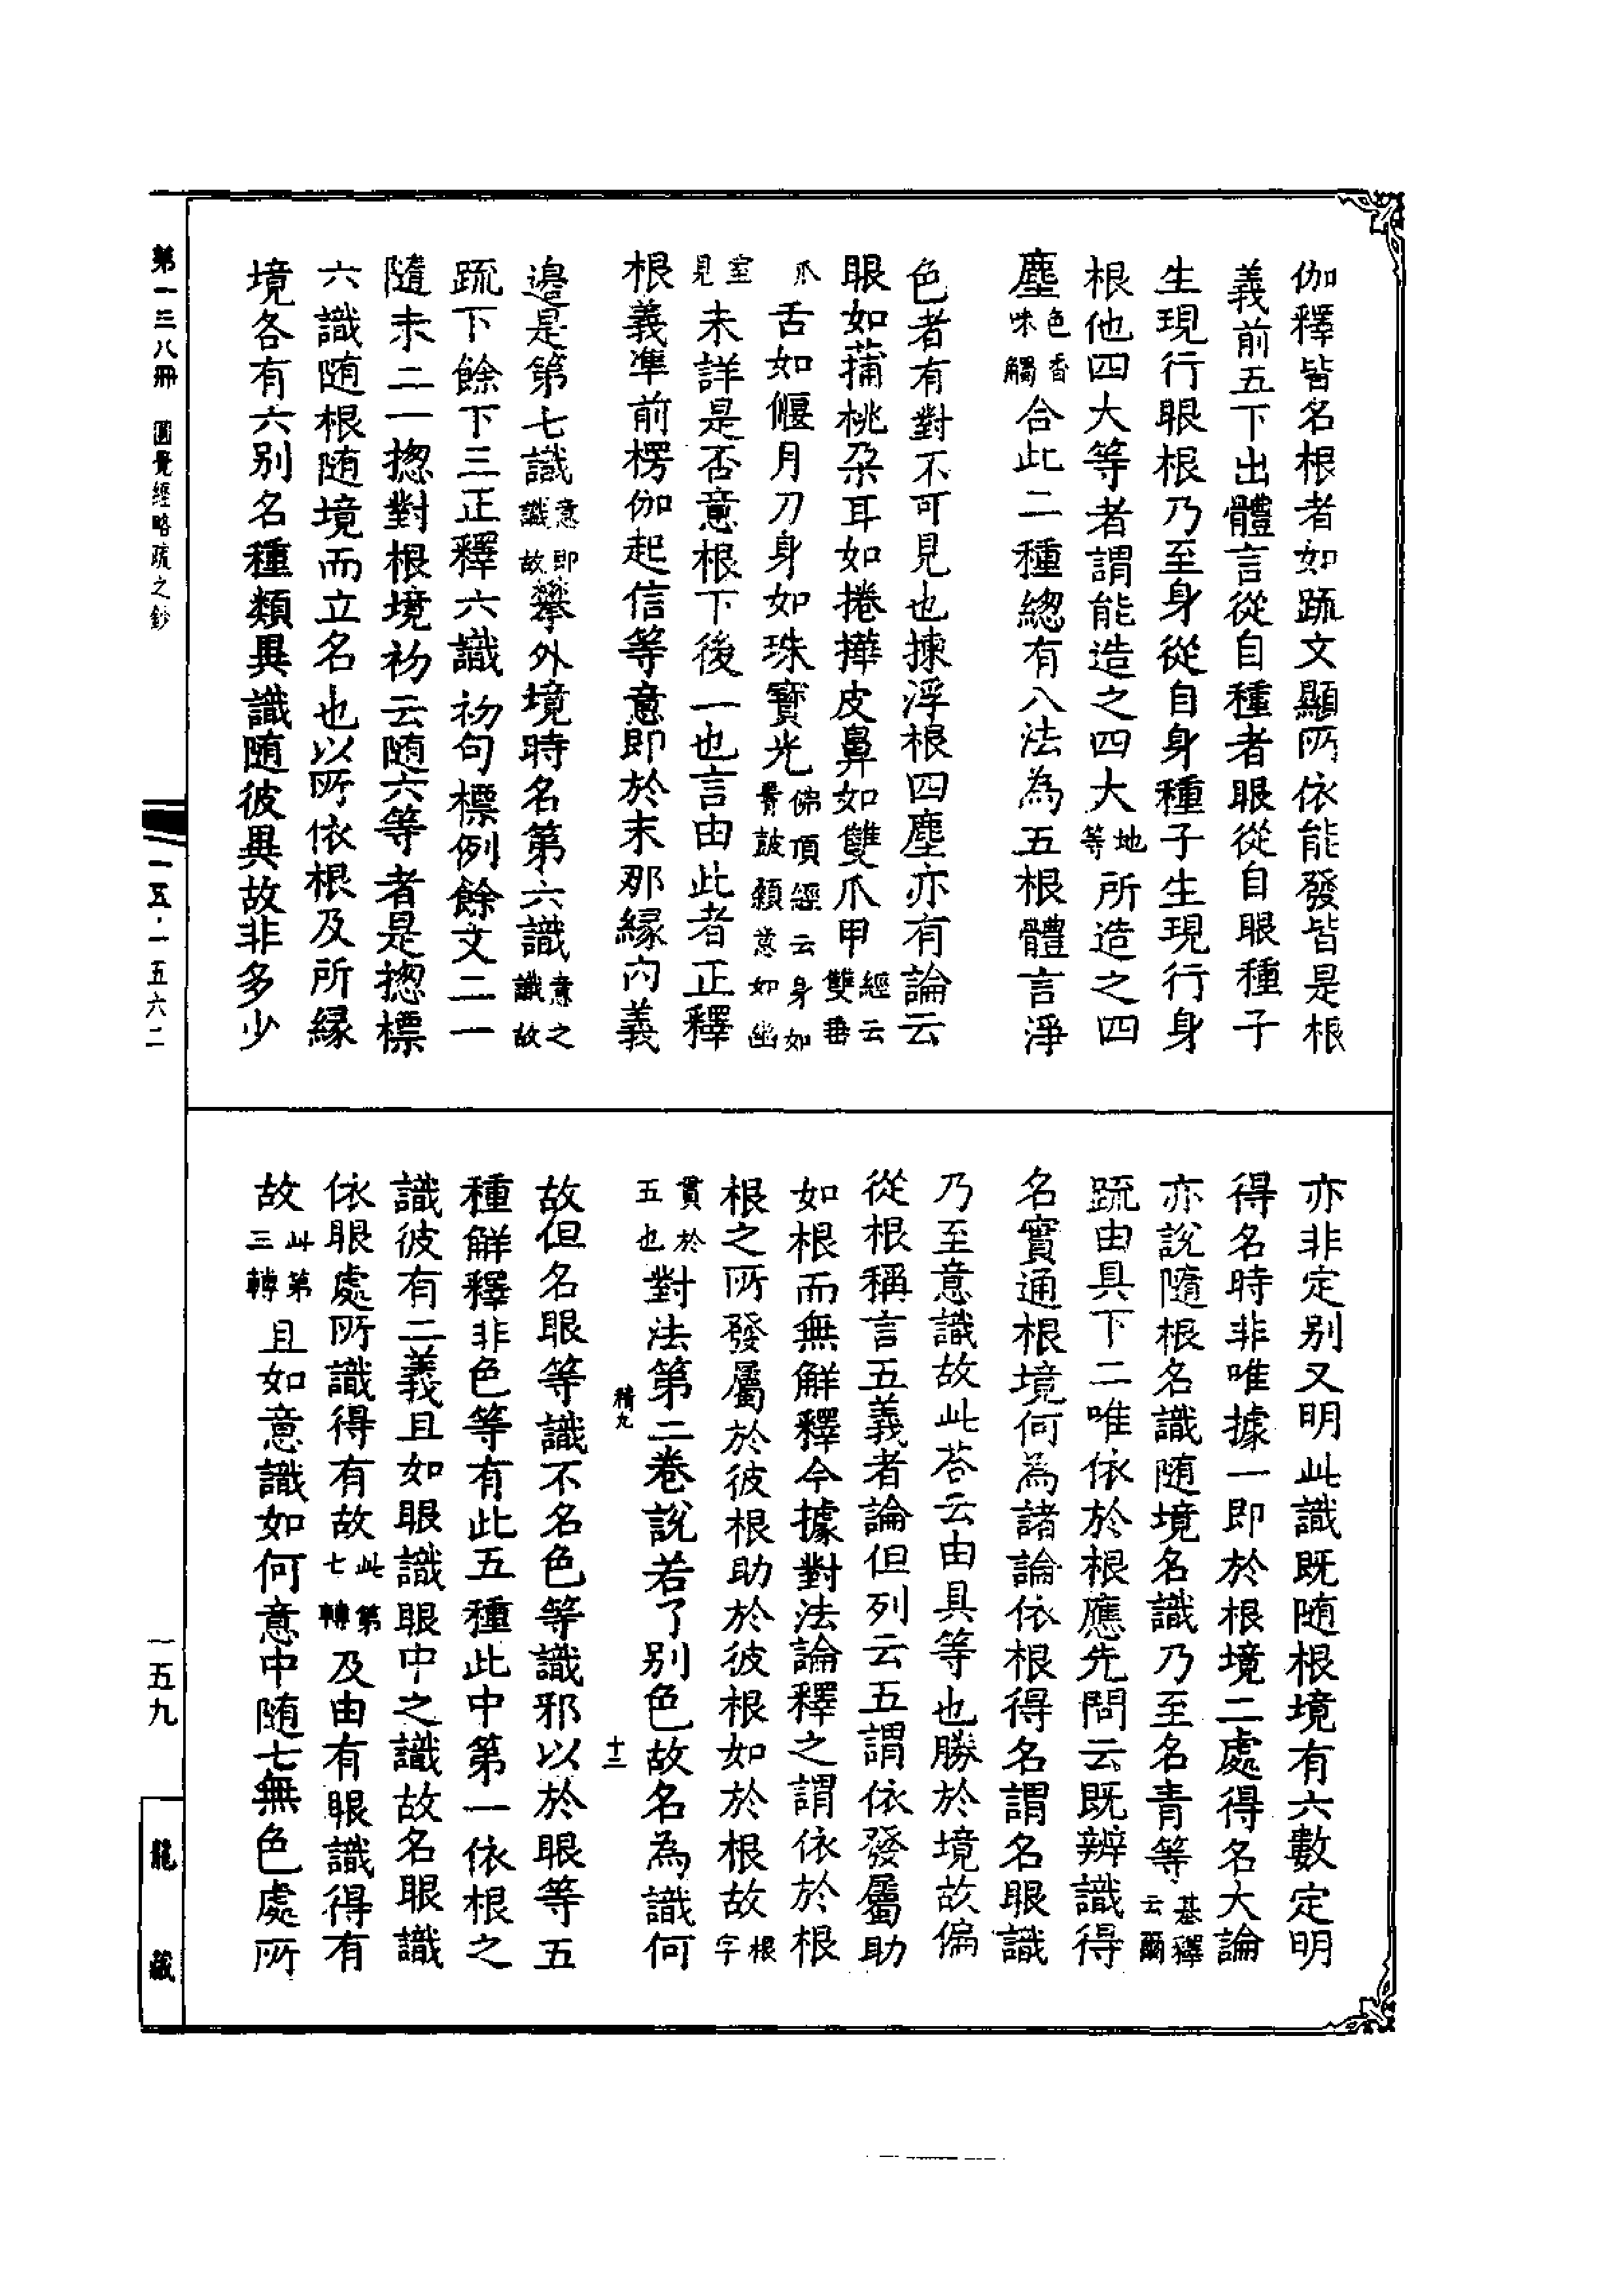 伽釋皆名根者如䟽文顯所依能發皆是根
義前五下出體言從自種者眼從自眼種子
生現行眼根乃至身從自身種子生現行身
根他四大等者謂能造之四大地等所造之四
塵色香味觸合此二種緫有八法為五根體言淨
色者有對不可見也揀浮根四塵亦有論云
眼如蒱桃朶耳如捲樺皮鼻如雙爪甲經云雙垂
爪舌如偃月刀身如珠寶光佛頂經云身如腰鼓顙意如幽
室見未詳是否意根下後一也言由此者正釋
根義凖前楞伽起信等意即於末那緣内義
邉是第七識意即識故攀外境時名第六識意之識故
䟽下餘下三正釋六識初句標例餘文二一
隨未二一揔對根境初云随六等者是揔標
六識随根随境而立名也以所依根及所緣
境各有六别名種類異識随彼異故非多少
亦非定别又明此識既随根境有六數定明
得名時非唯據一即於根境二處得名大論
亦說隨根名識随境名識乃至名青等基釋云爾
䟽由具下二唯依於根應先問云既辨識得
名實通根境何為諸論依根得名謂名眼識
乃至意識故此荅云由具等也勝於境故偏
從根稱言五義者論但列云五謂依發屬助
如根而無解釋今據對法論釋之謂依於根
根之所發屬於彼根助於彼根如於根故根字
貫於五也對法第二卷說若了别色故名為識何
故但名眼等識不名色等識邪以於眼等五
種解釋非色等有此五種此中第一依根之
識彼有二義且如眼識眼中之識故名眼識
依眼處所識得有故此第七轉及由有眼識得有
故此第三轉且如意識如何意中随七無色處所
精九
十二
第一三八冊 圓覺經略疏之鈔
一五·一五六二
一五九
龍藏